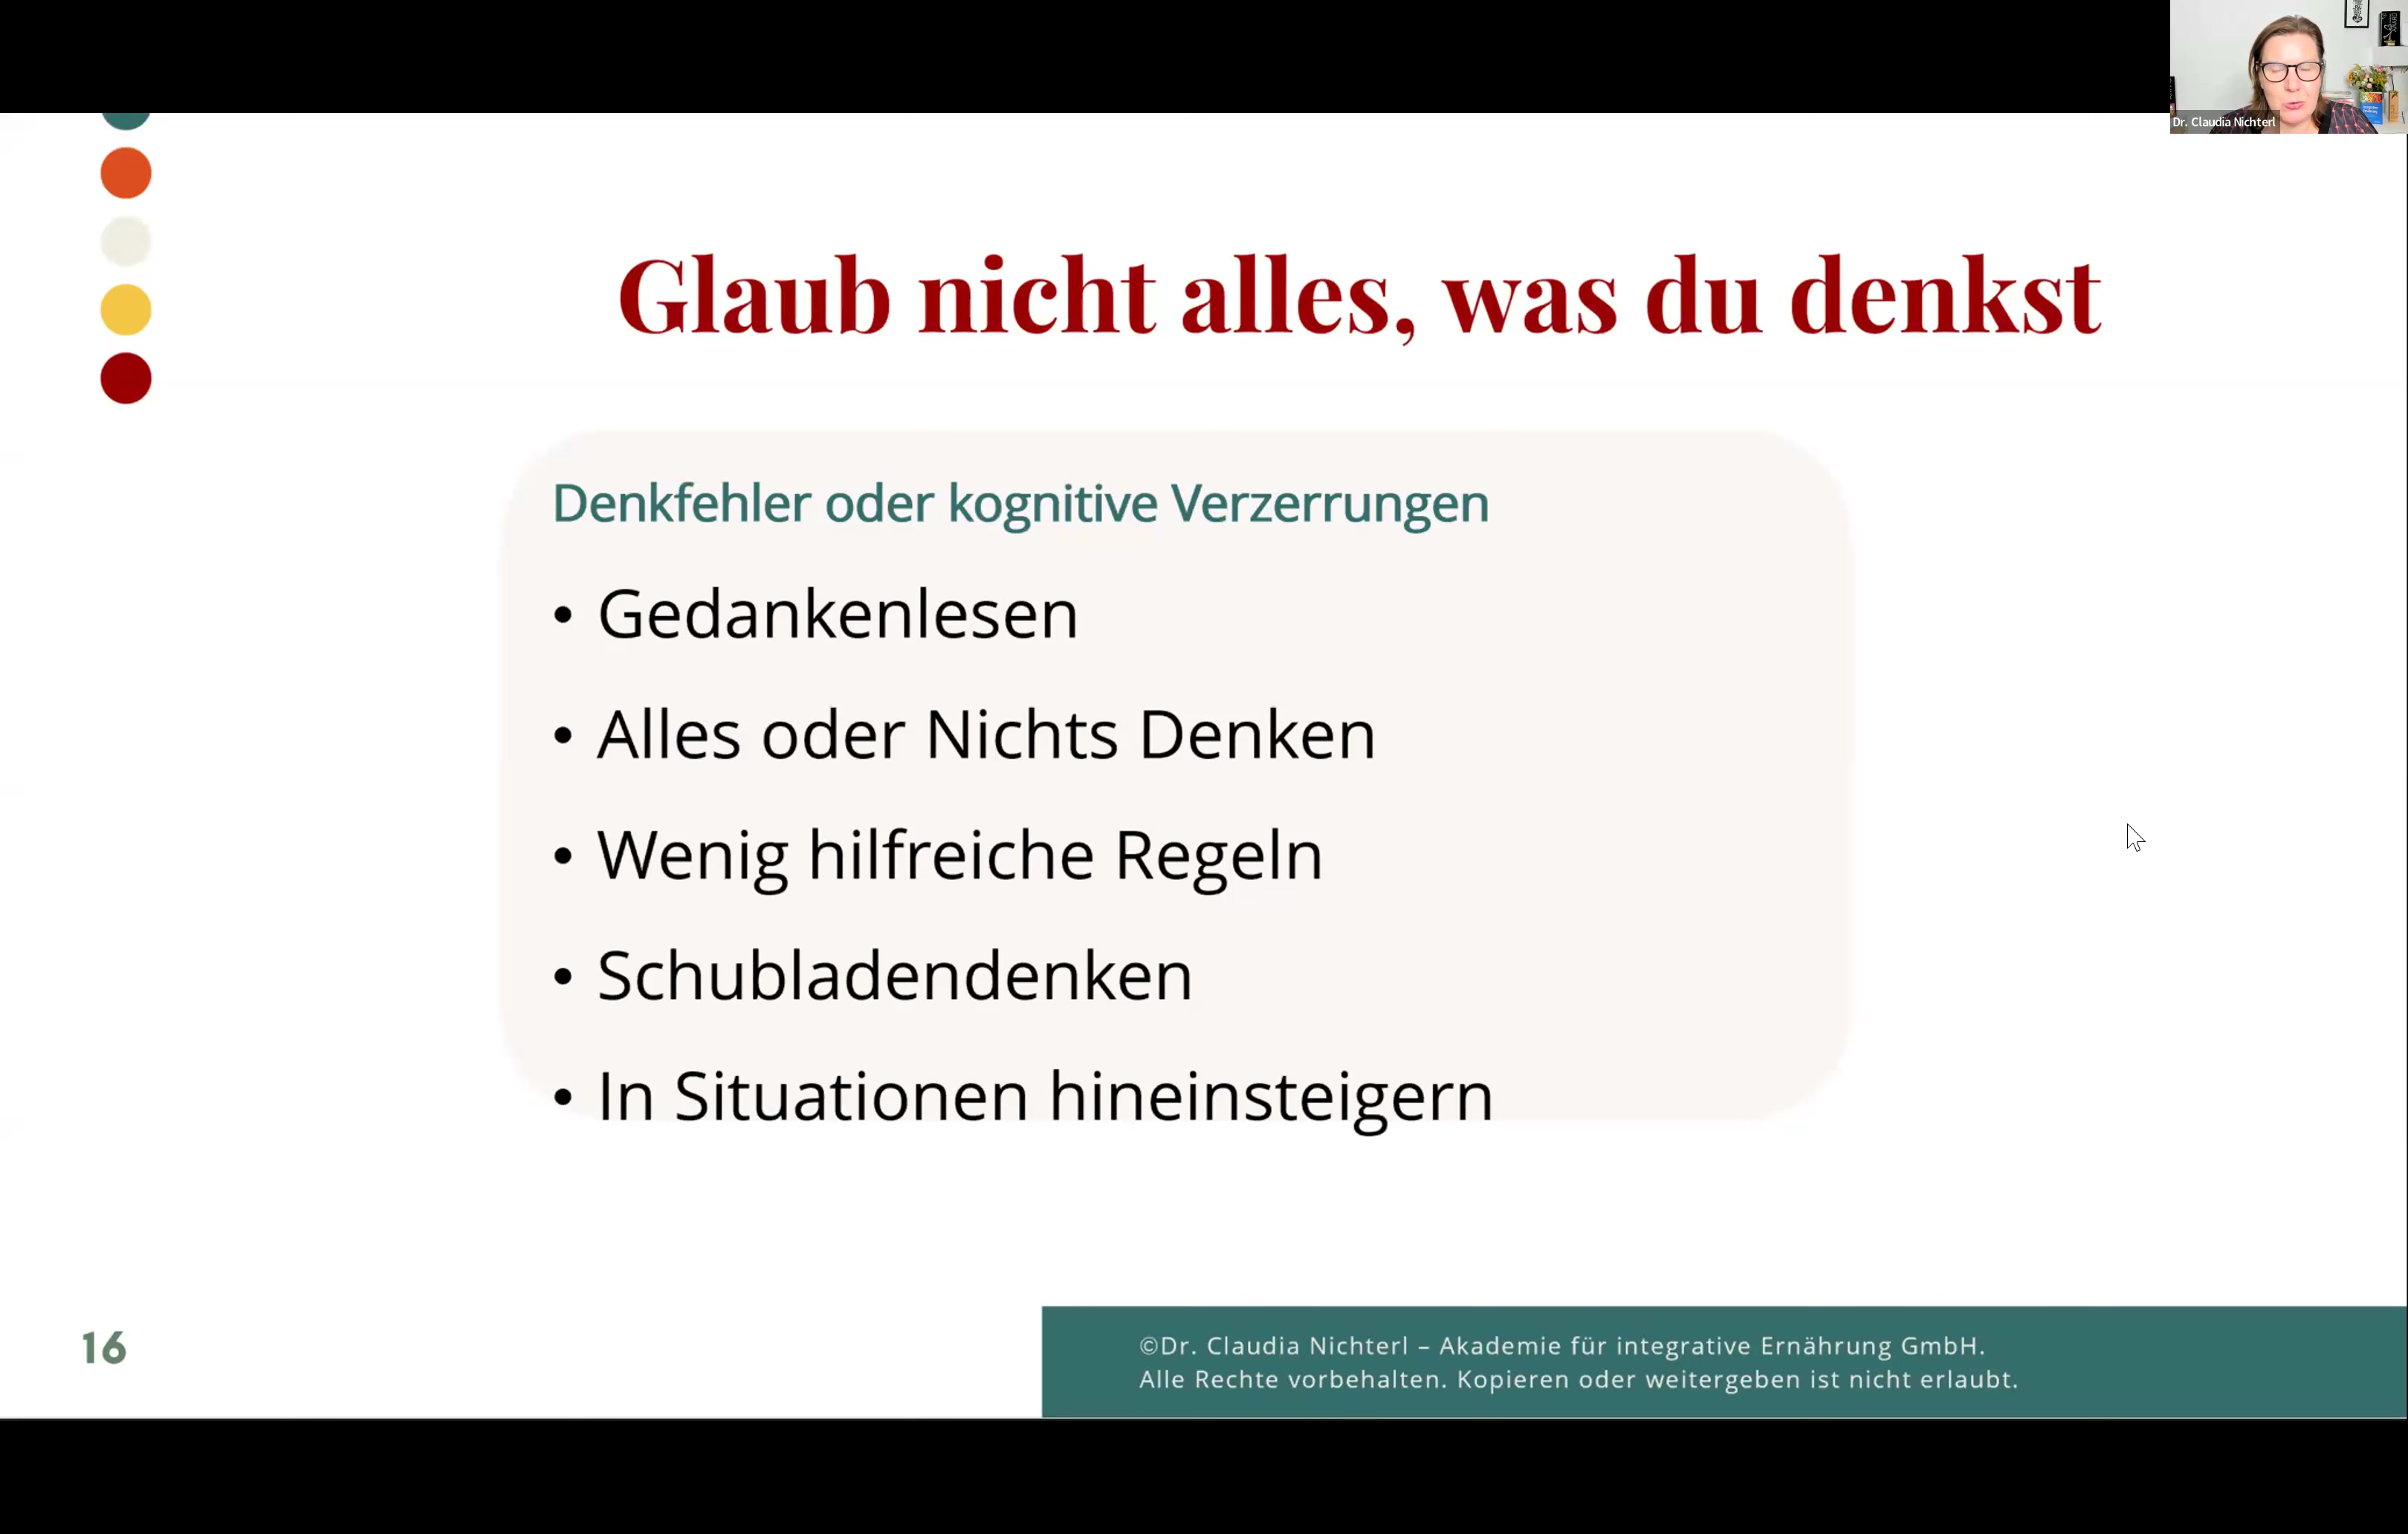 Dr. Claudia Nichterl
Glaub nicht alles, was du denkst
Denkfehler oder kognitive Verzerrungen
• Gedankenlesen
• Alles oder Nichts Denken
• Wenig hilfreiche Regeln
• Schubladendenken
• In Situationen hineinsteigern
16
©Dr. Claudia Nichterl – Akademie für integrative Ernährung GmbH.
Alle Rechte vorbehalten. Kopieren oder weitergeben ist nicht erlaubt.